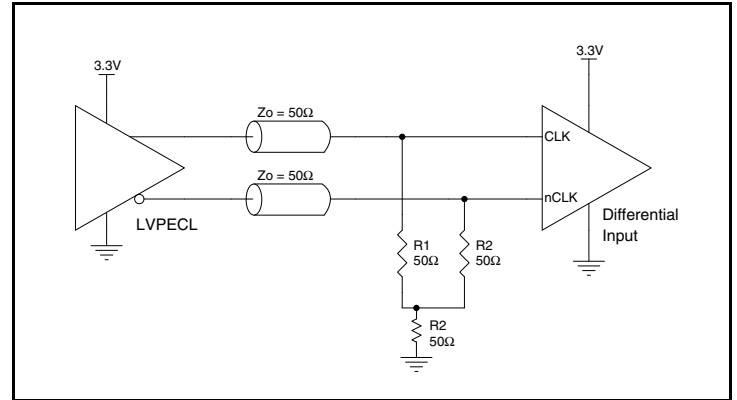 3.3V
3.3V
Zo = 50Ω
CLK
Zo = 50Ω
nCLK
LVPECL
Differential
Input
R1
50Ω
R2
50Ω
R2
50Ω